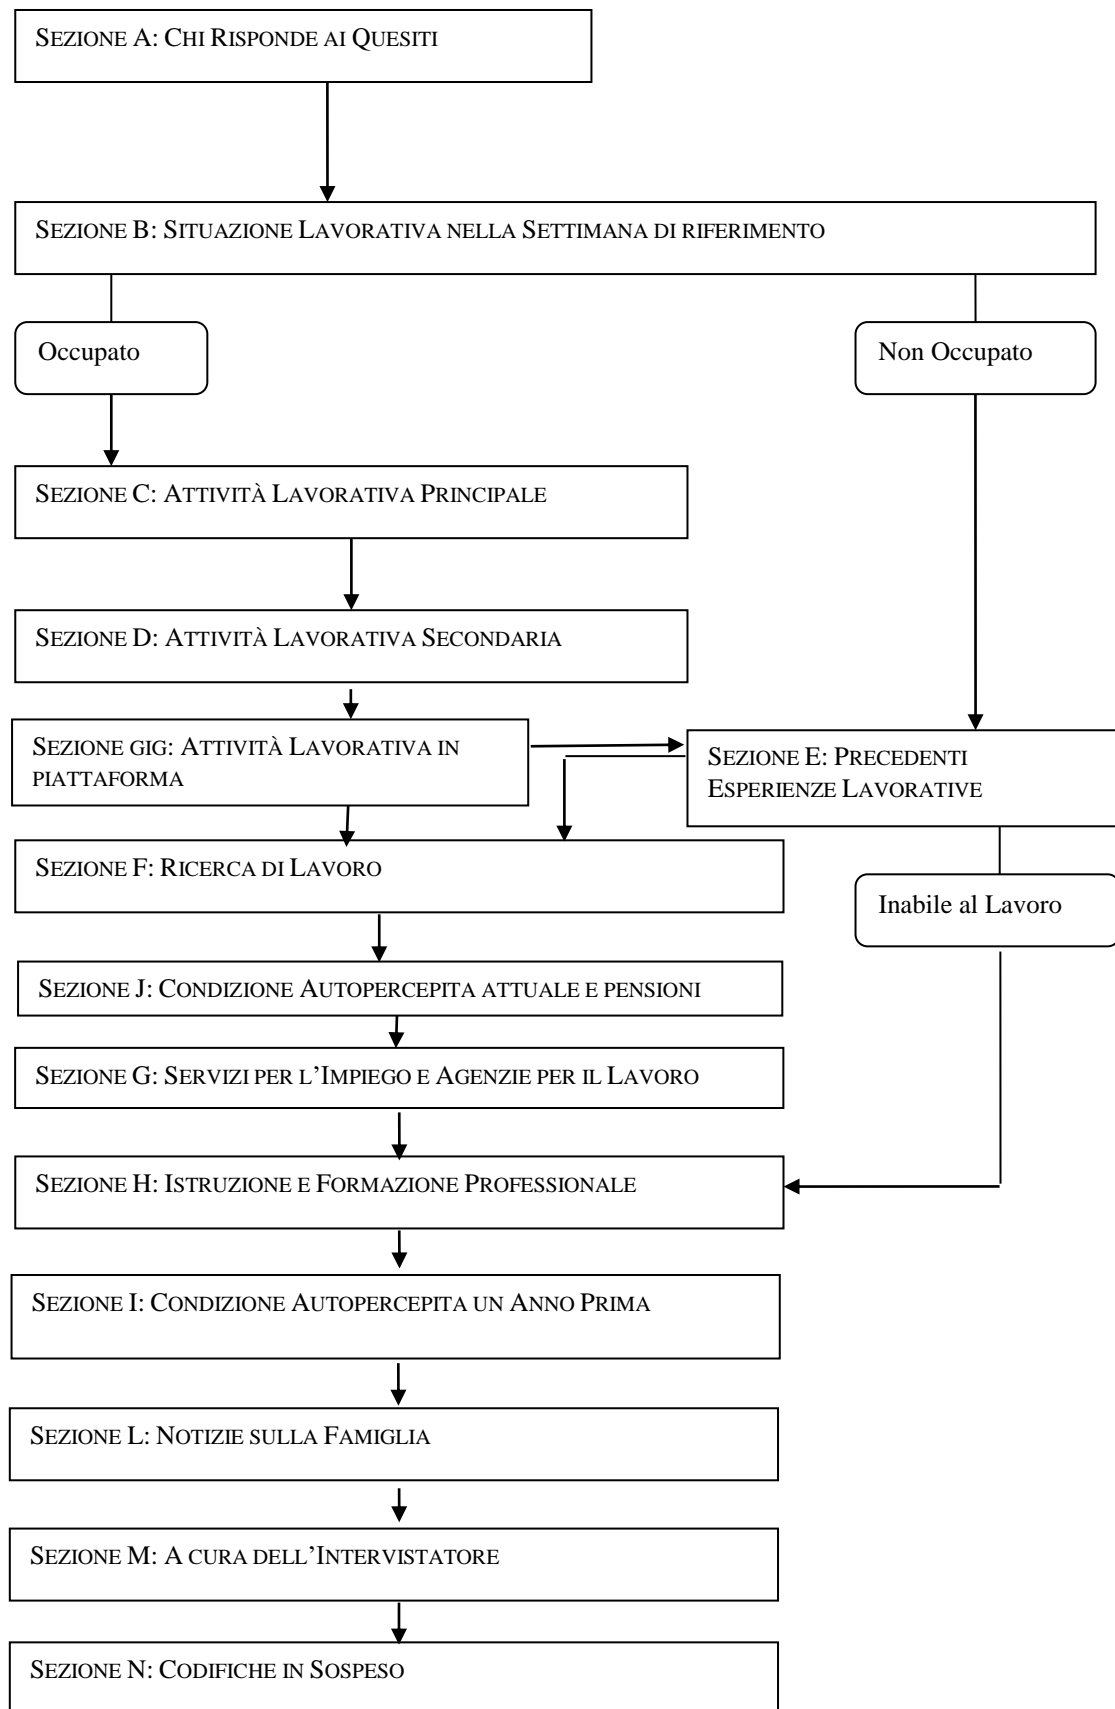 SEZIONE A: CHI RISPONDE AI QUESITI
SEZIONE B: SITUAZIONE LAVORATIVA NELLA SETTIMANA DI RIFERIMENTO
Occupato
Non Occupato
SEZIONE C: ATTIVITÀ LAVORATIVA PRINCIPALE
SEZIONE D: ATTIVITÀ LAVORATIVA SECONDARIA
SEZIONE GIG: ATTIVITÀ LAVORATIVA IN
PIATTAFORMA
SEZIONE E: PRECEDENTI
ESPERIENZE LAVORATIVE
SEZIONE F: RICERCA DI LAVORO
Inabile al Lavoro
SEZIONE J: CONDIZIONE AUTOPERCEPITA ATTUALE E PENSIONI
SEZIONE G: SERVIZI PER L’IMPIEGO E AGENZIE PER IL LAVORO
SEZIONE H: ISTRUZIONE E FORMAZIONE PROFESSIONALE
SEZIONE I: CONDIZIONE AUTOPERCEPITA UN ANNO PRIMA
SEZIONE L: NOTIZIE SULLA FAMIGLIA
SEZIONE M: A CURA DELL’INTERVISTATORE
SEZIONE N: CODIFICHE IN SOSPESO